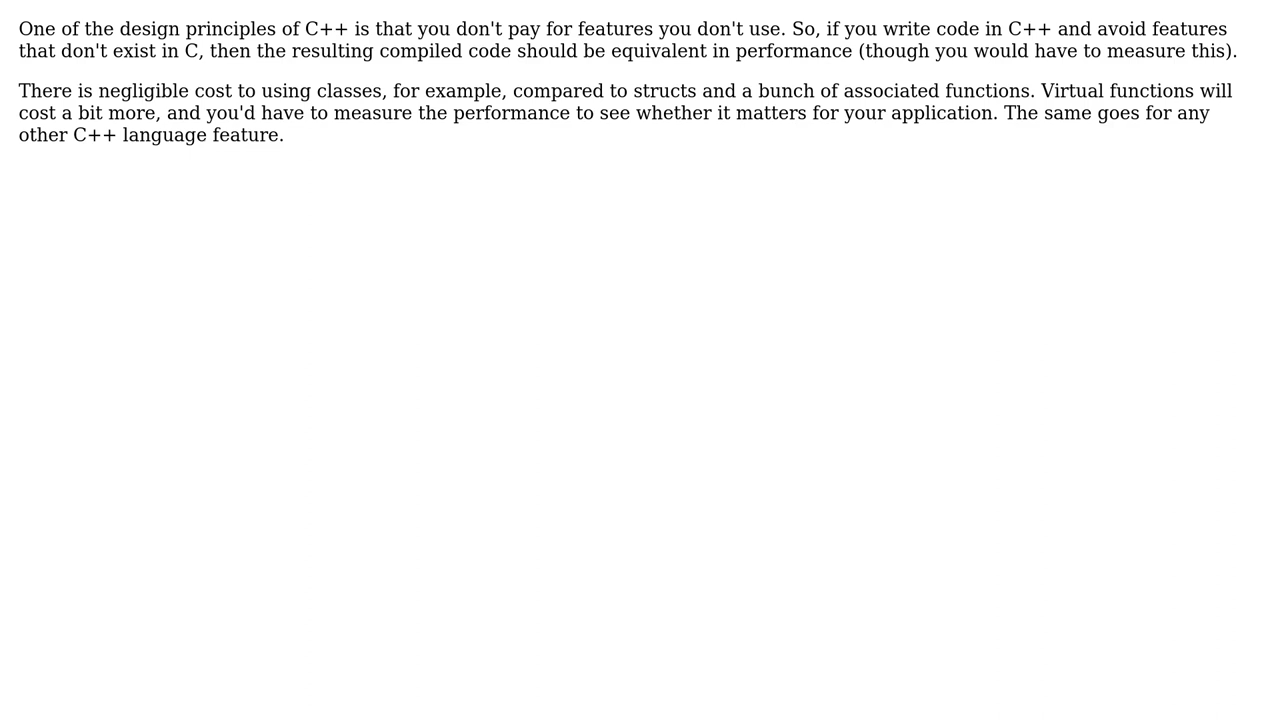 One of the design principles of C++ is that you don't pay for features you don't use. So, if you write code in C++ and avoid features
that don't exist in C, then the resulting compiled code should be equivalent in performance (though you would have to measure this).
There is negligible cost to using classes, for example, compared to structs and a bunch of associated functions. Virtual functions will
cost a bit more, and you'd have to measure the performance to see whether it matters for your application. The same goes for any
other C++ language feature.